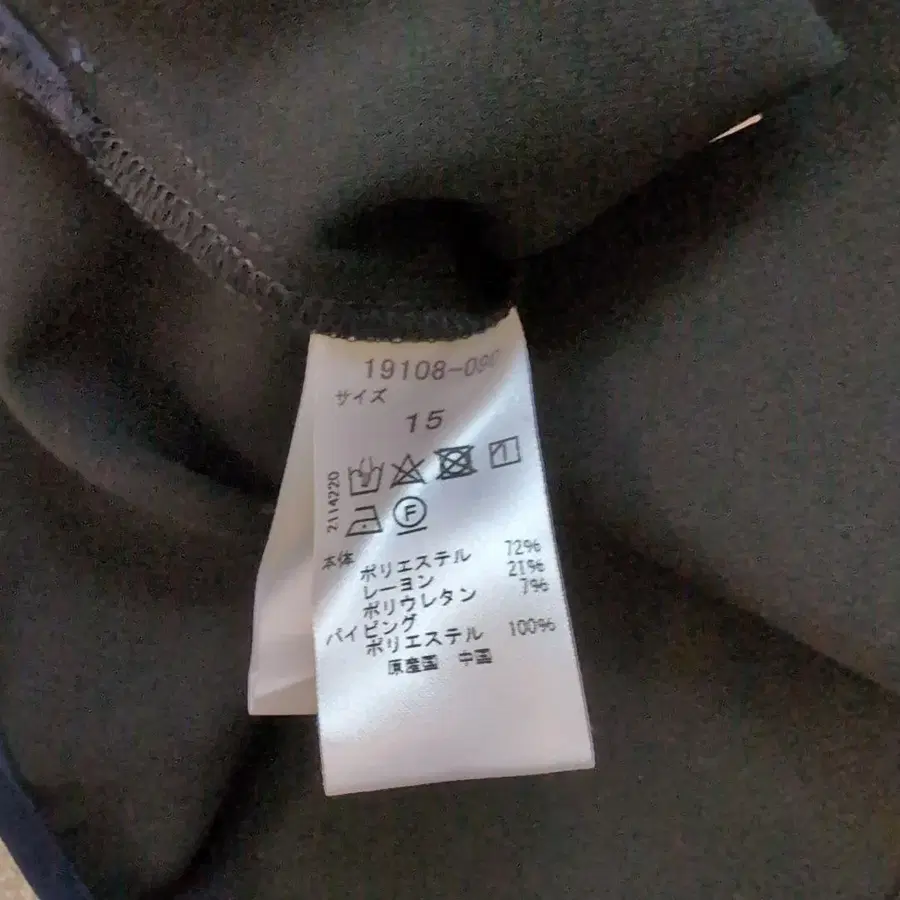 19108-090
サイズ
15
2114220
F
本体
ポリエステル 72%
レーヨン 21%
ポリウレタン 7%
パイピング
ポリエステル 100%
原産国 中国